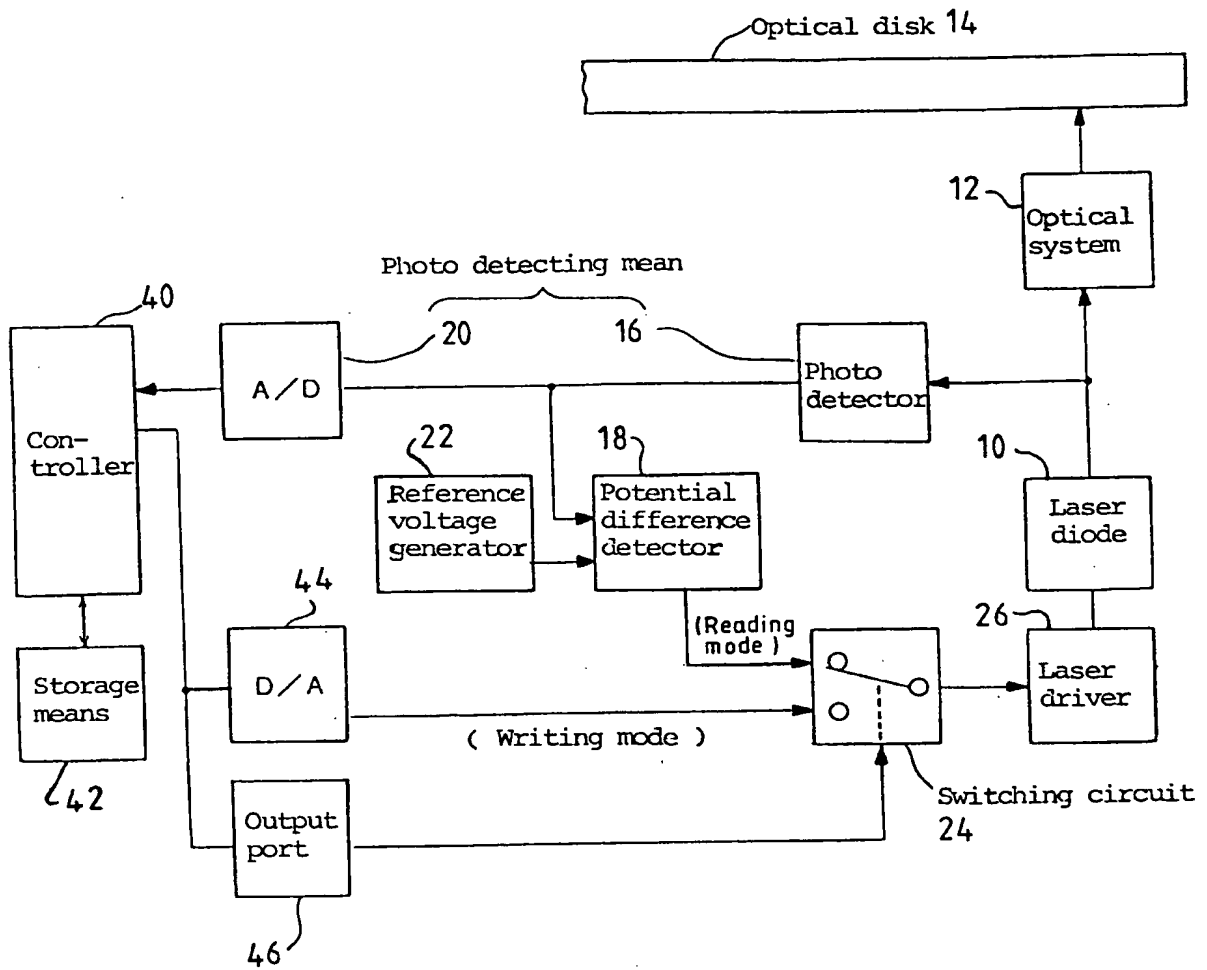 Optical disk 14
12
Optical
system
Photo detecting mean
40
20
16
A/D
Photo
detector
Con-
troller
22
18
10
Reference
voltage
generator
Potential
difference
detector
Laser
diode
44
(Reading
mode)
26
Storage
means
D/A
Laser
driver
( Writing mode )
42
Output
port
Switching circuit
24
46